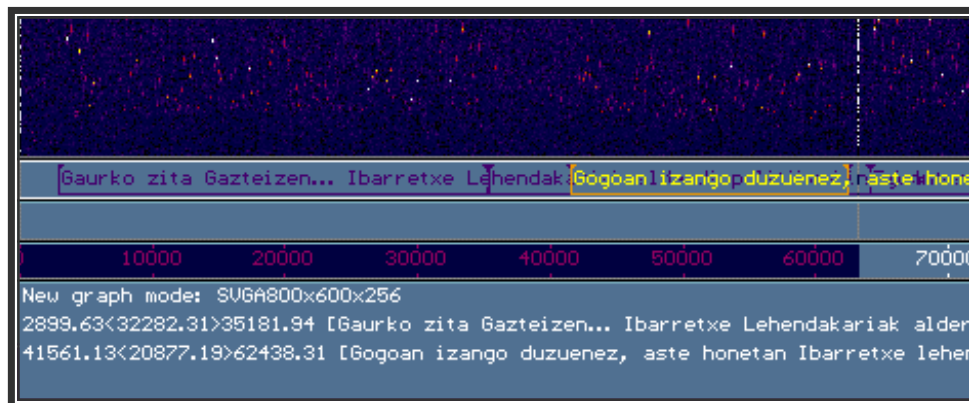 Gaurko zita Gazteizen... Ibarretxe Lehendak
Gogoan izango duzuenez, aste hone
10000 20000 30000 40000 50000 60000 7000
New graph mode: SVGA800x600x256
2899.63<32282.31>35181.94 [Gaurko zita Gazteizen... Ibarretxe Lehendakariak alder
41561.13<20877.19>62438.31 [Gogoan izango duzuenez, aste honetan Ibarretxe lehen